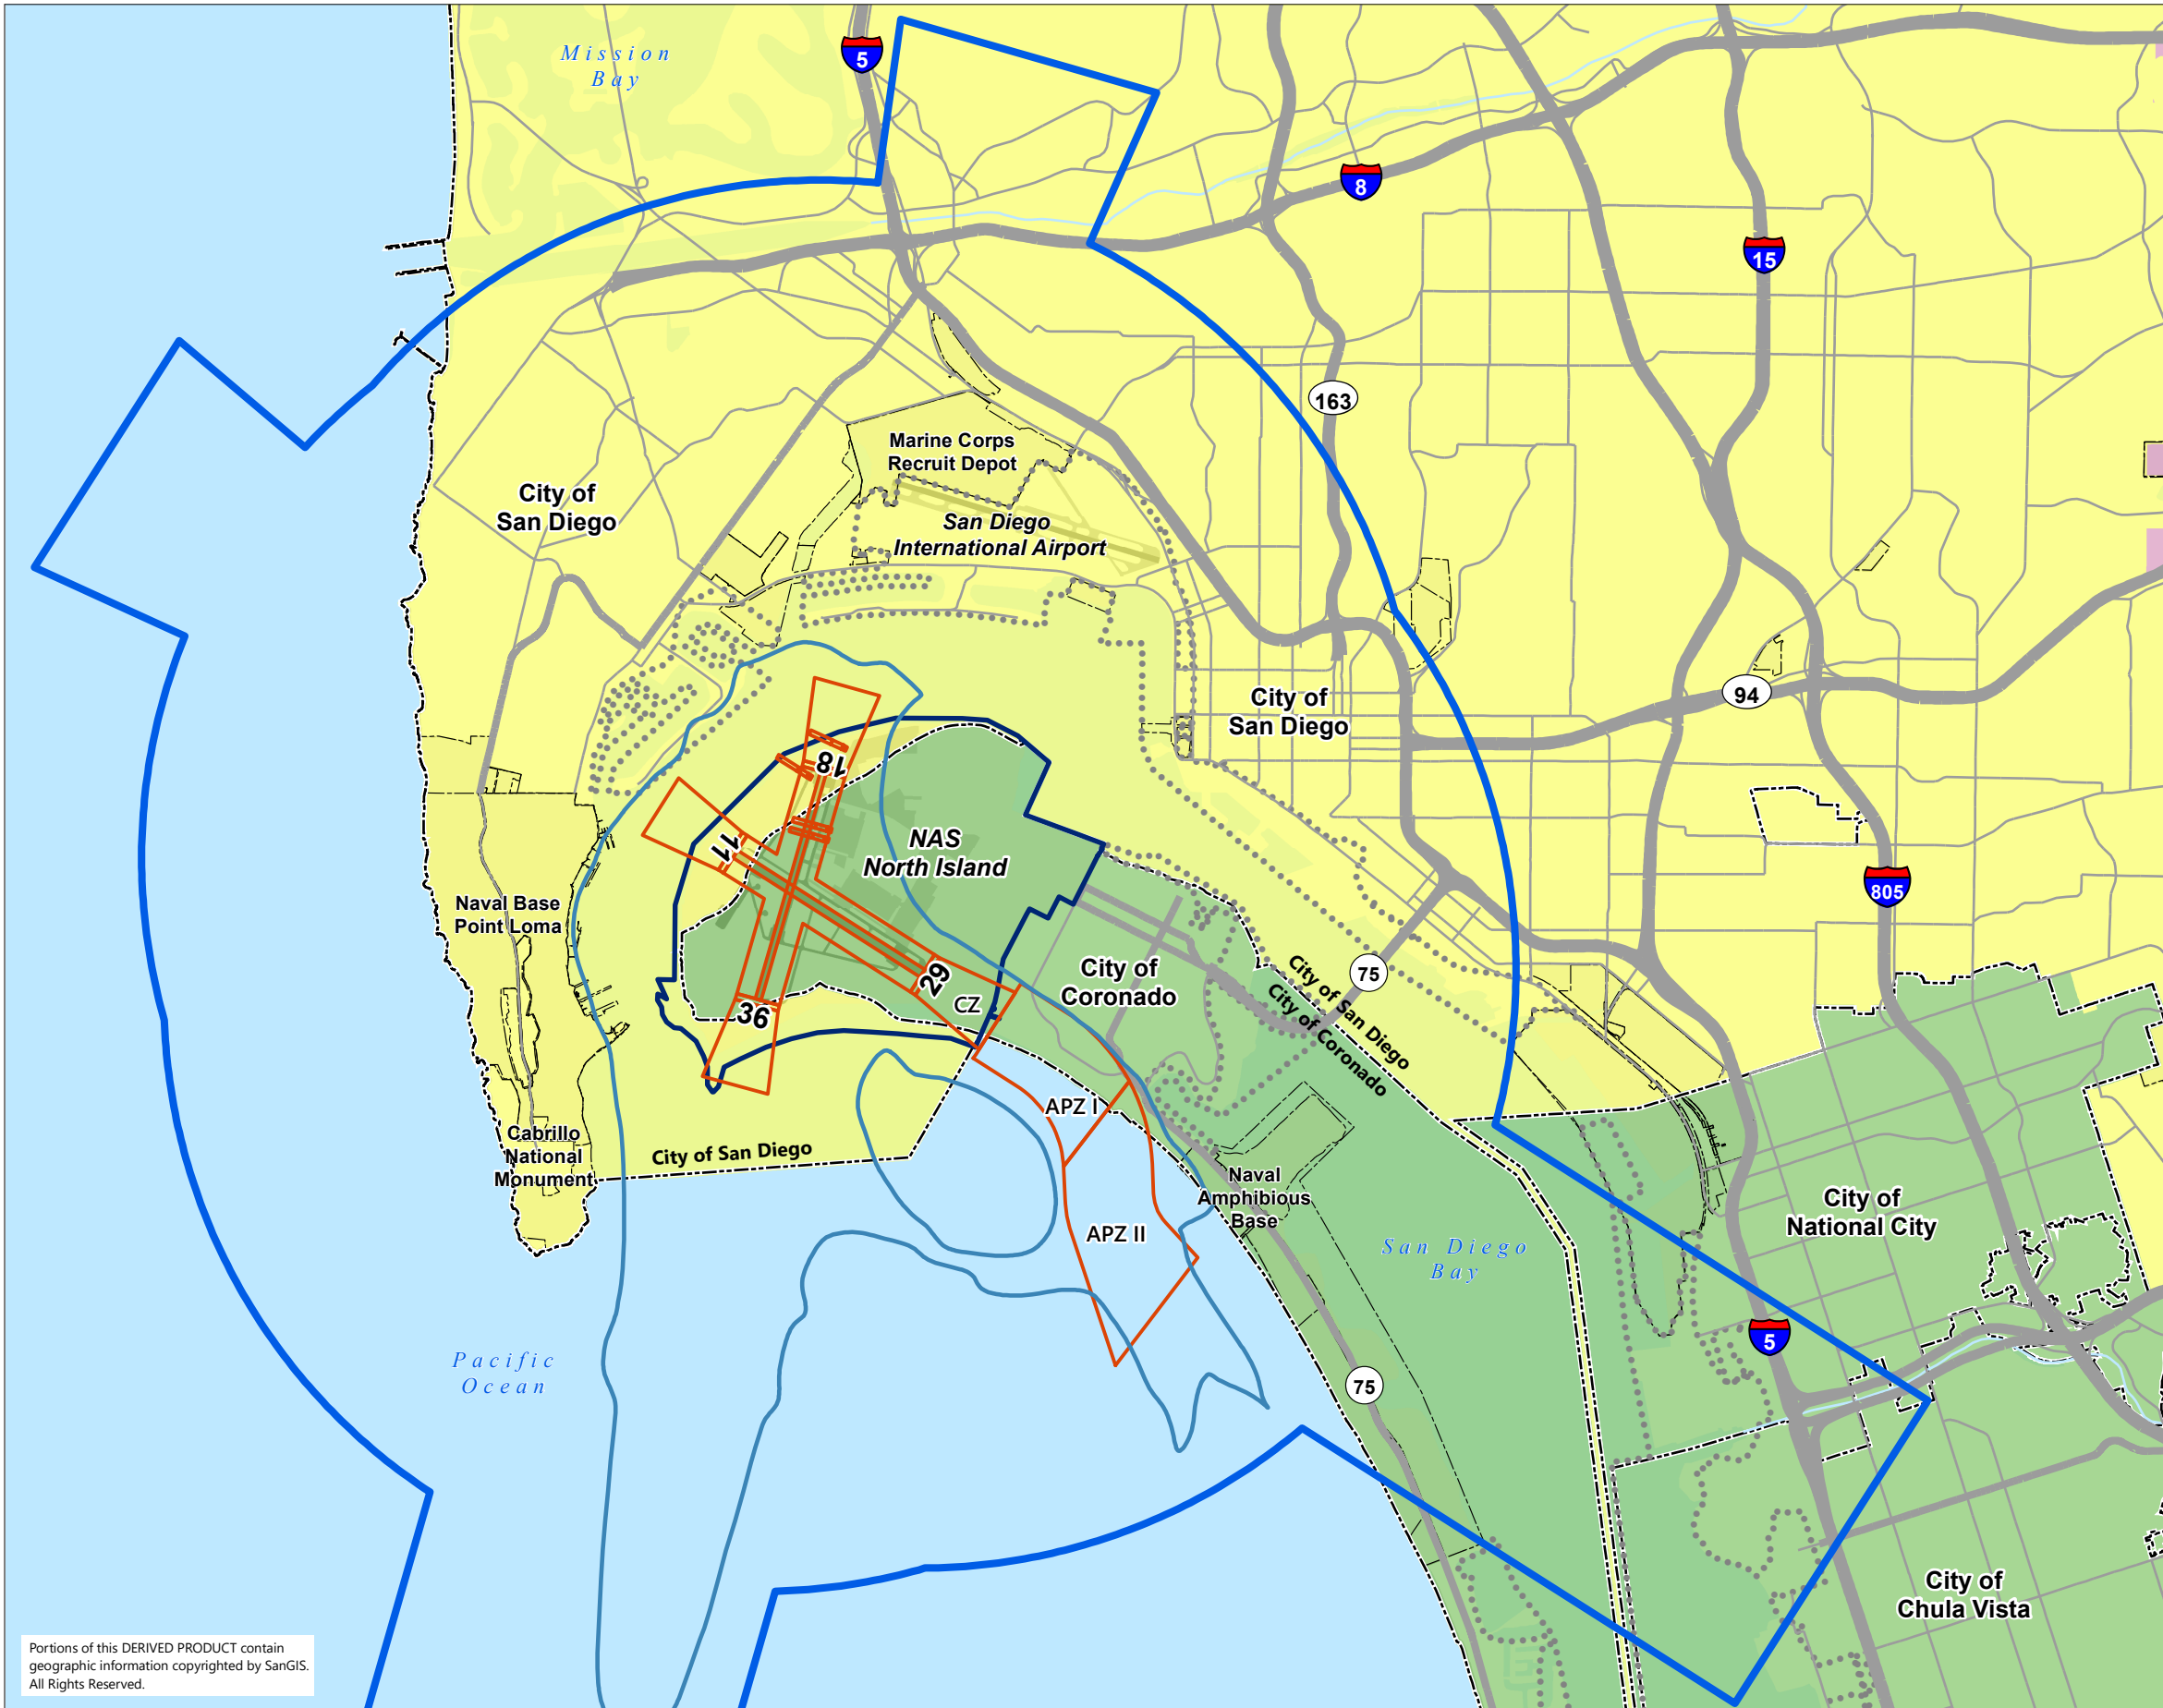 Mission
Bay
5
8
15
163
Marine Corps
Recruit Depot
City of
San Diego
San Diego
International Airport
City of
San Diego
94
18
11
NAS
North Island
805
Naval Base
Point Loma
29
CZ
36
City of
Coronado
75
City of San Diego
City of Coronado
APZ I
Cabrillo
National
Monument
City of San Diego
Naval
Amphibious
Base
APZ II
City of
National City
San Diego
Bay
5
Pacific
Ocean
75
City of
Chula Vista
Portions of this DERIVED PRODUCT contain
geographic information copyrighted by SanGIS.
All Rights Reserved.